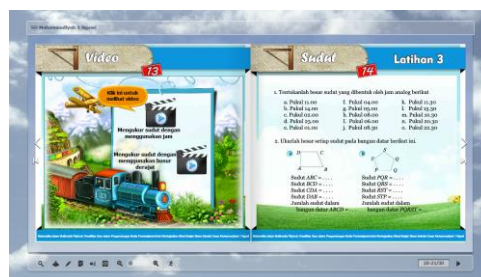 SD Muhammadiyah
Video
13
Klik ini untuk
melihat video
Mengukur sudut dengan
menggunakan jam
Mengukur sudut dengan
menggunakan busur
derajat
Sudut
14
Latihan 3
1. Tentukanlah besar sudut yang dibentuk oleh jam analog berikut
a. Pukul 11.00
f. Pukul 04.00
k. Pukul 11.30
b. Pukul 14.00
g. Pukul 05.00
l. Pukul 15.30
c. Pukul 02.00
h. Pukul 08.00
m. Pukul 20.30
d. Pukul 23.00
i. Pukul 06.00
n. Pukul 20.30
e. Pukul 01.00
j. Pukul 08.30
o. Pukul 22.30
2. Ukurlah besar setiap sudut pada bangun datar berikut ini.
a
D
C
A
B
b
S
R
Q
P
Sudut ABC = . . . .
Sudut BCD = . . . .
Sudut CDA = . . . .
Sudut DAB = . . . .
Jumlah sudut dalam
bangun datar ABCD = . . . .
Sudut PQR = . . . .
Sudut QRS = . . . .
Sudut RST = . . . .
Sudut STP = . . . .
Jumlah sudut dalam
bangun datar PQRST = . . . .